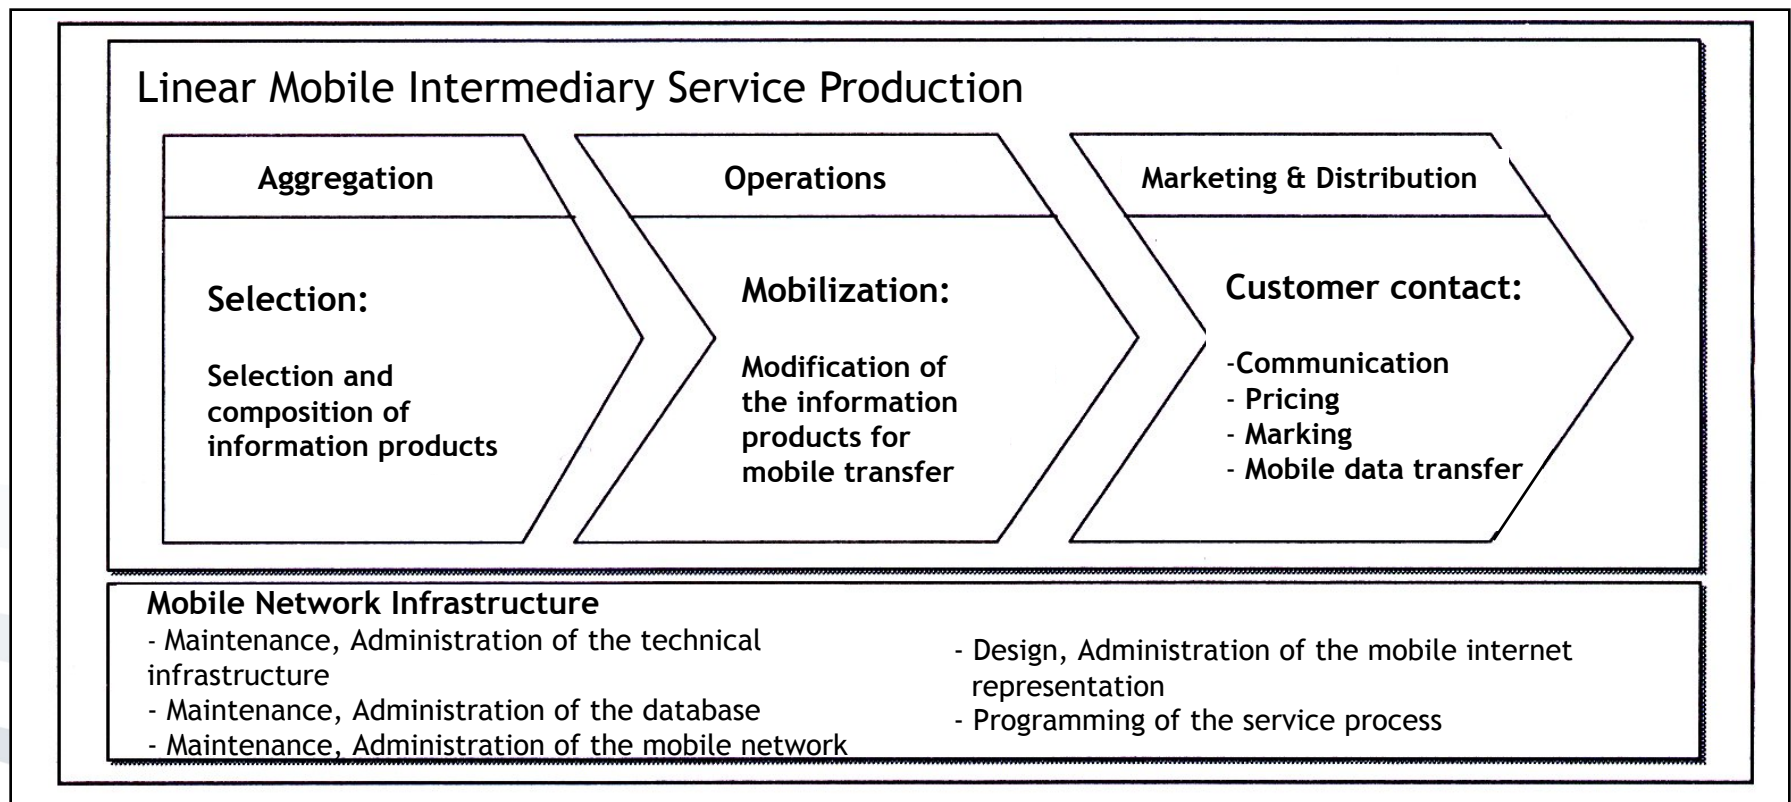 Linear Mobile Intermediary Service Production
Aggregation
Selection:
Selection and
composition of
information products
Operations
Mobilization:
Modification of
the information
products for
mobile transfer
Marketing & Distribution
Customer contact:
-Communication
- Pricing
- Marking
- Mobile data transfer
Mobile Network Infrastructure
- Maintenance, Administration of the technical
infrastructure
- Maintenance, Administration of the database
- Maintenance, Administration of the mobile network
- Design, Administration of the mobile internet
representation
- Programming of the service process